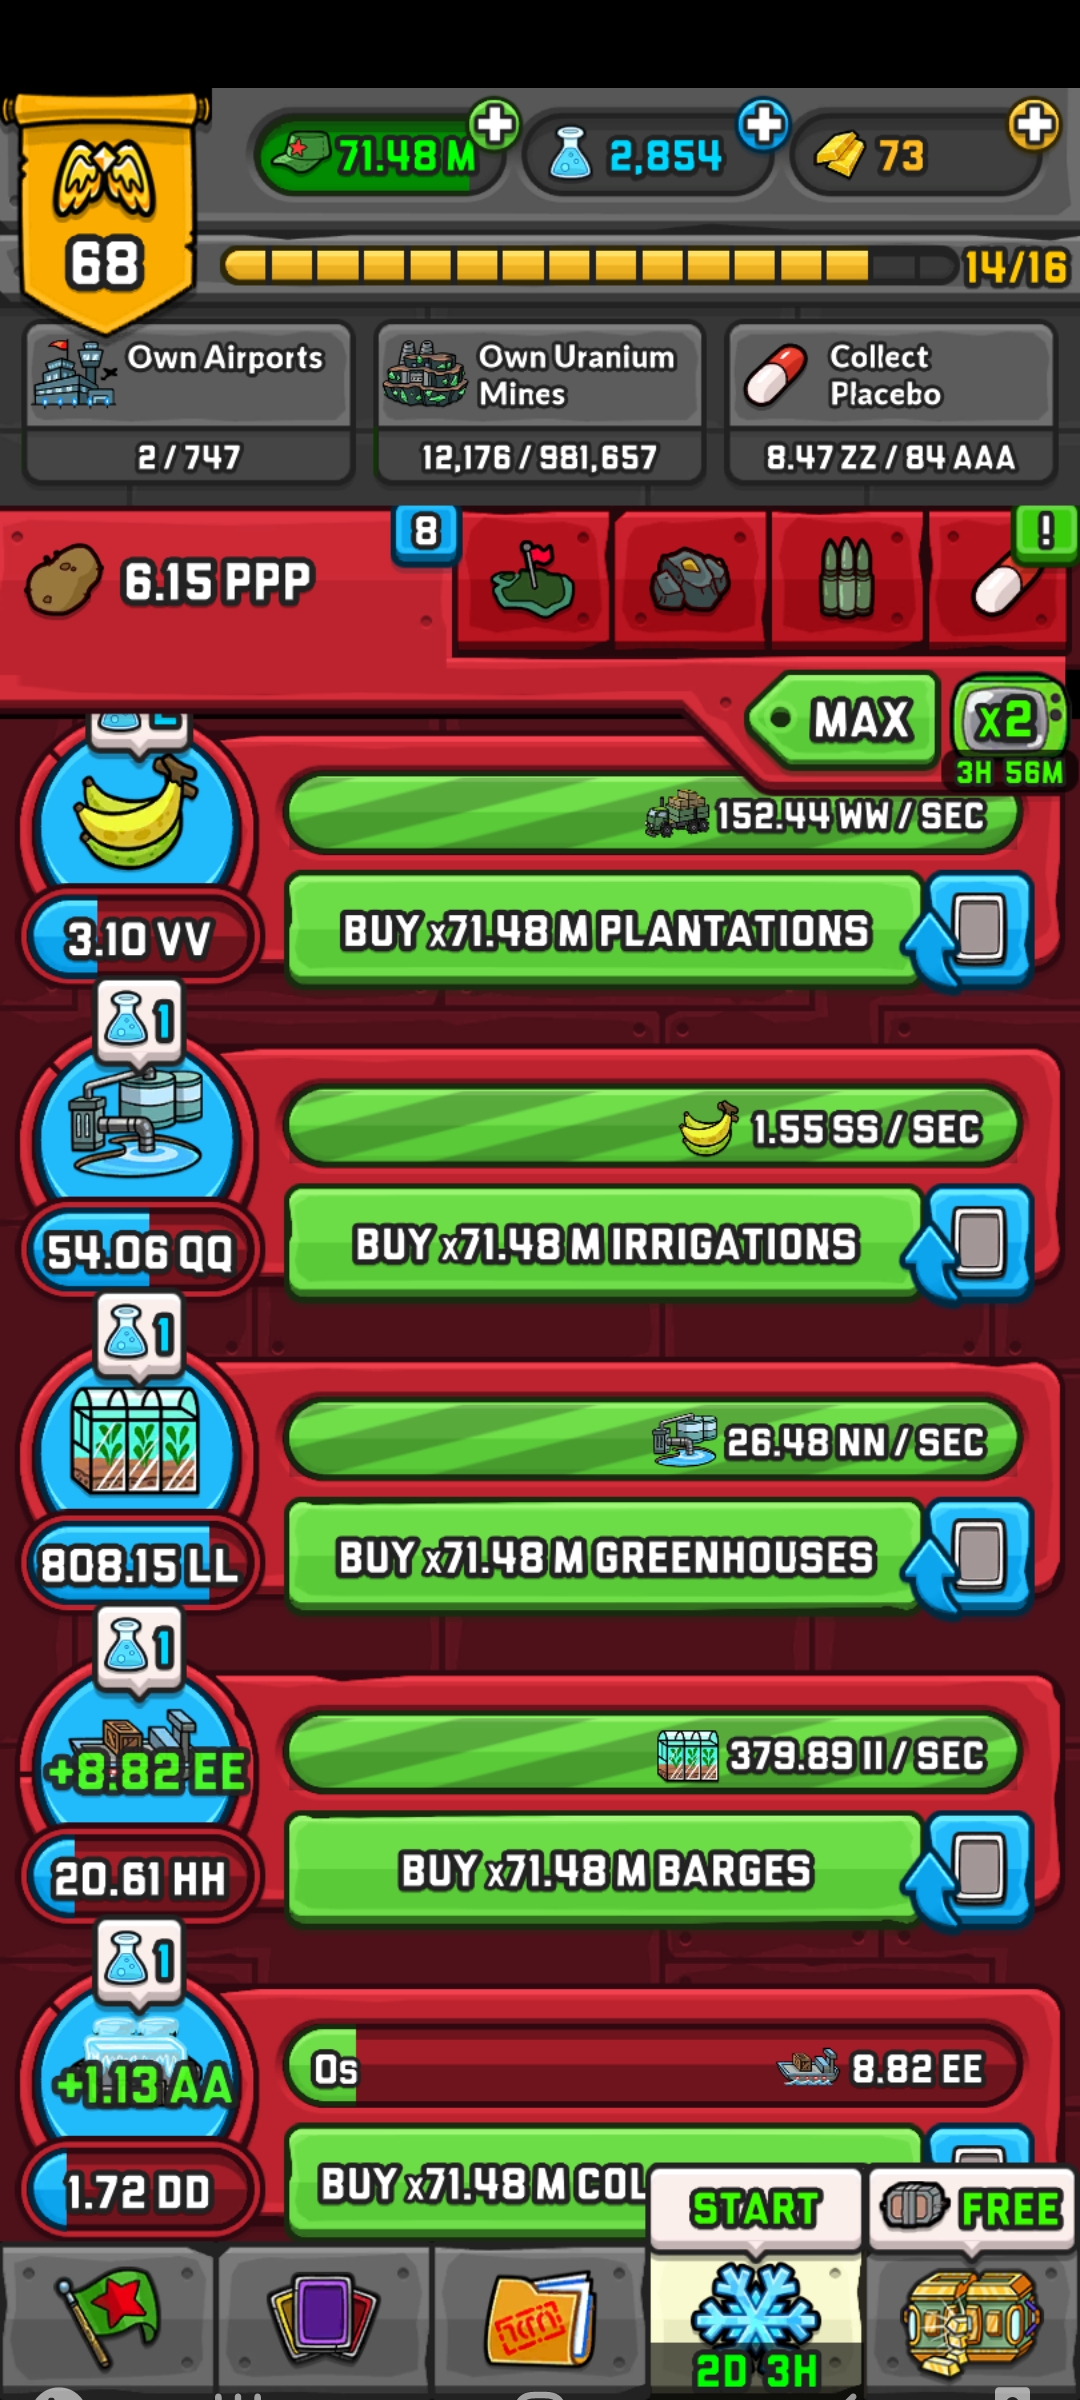 71.48 M
2,854
73
68
14/16
Own Airports
2 / 747
Own Uranium
Mines
12,176 / 981,657
Collect
Placebo
8.47 ZZ / 84 AAA
6.15 PPP
8
!
MAX
x2
3H 56M
152.44 WW / SEC
BUY x71.48 M PLANTATIONS
3.10 VV
1
1.55 SS / SEC
BUY x71.48 M IRRIGATIONS
54.06 QQ
1
26.48 NN / SEC
BUY x71.48 M GREENHOUSES
808.15 LL
1
379.89 II / SEC
+8.82 EE
BUY x71.48 M BARGES
20.61 HH
1
0s
8.82 EE
+1.13 AA
BUY x71.48 M COL
1.72 DD
START
FREE
2D 3H